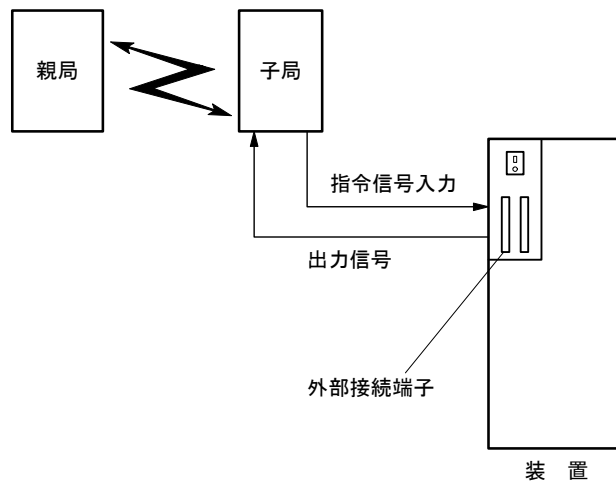 親局
子局
指令信号入力
出力信号
外部接続端子
装　置